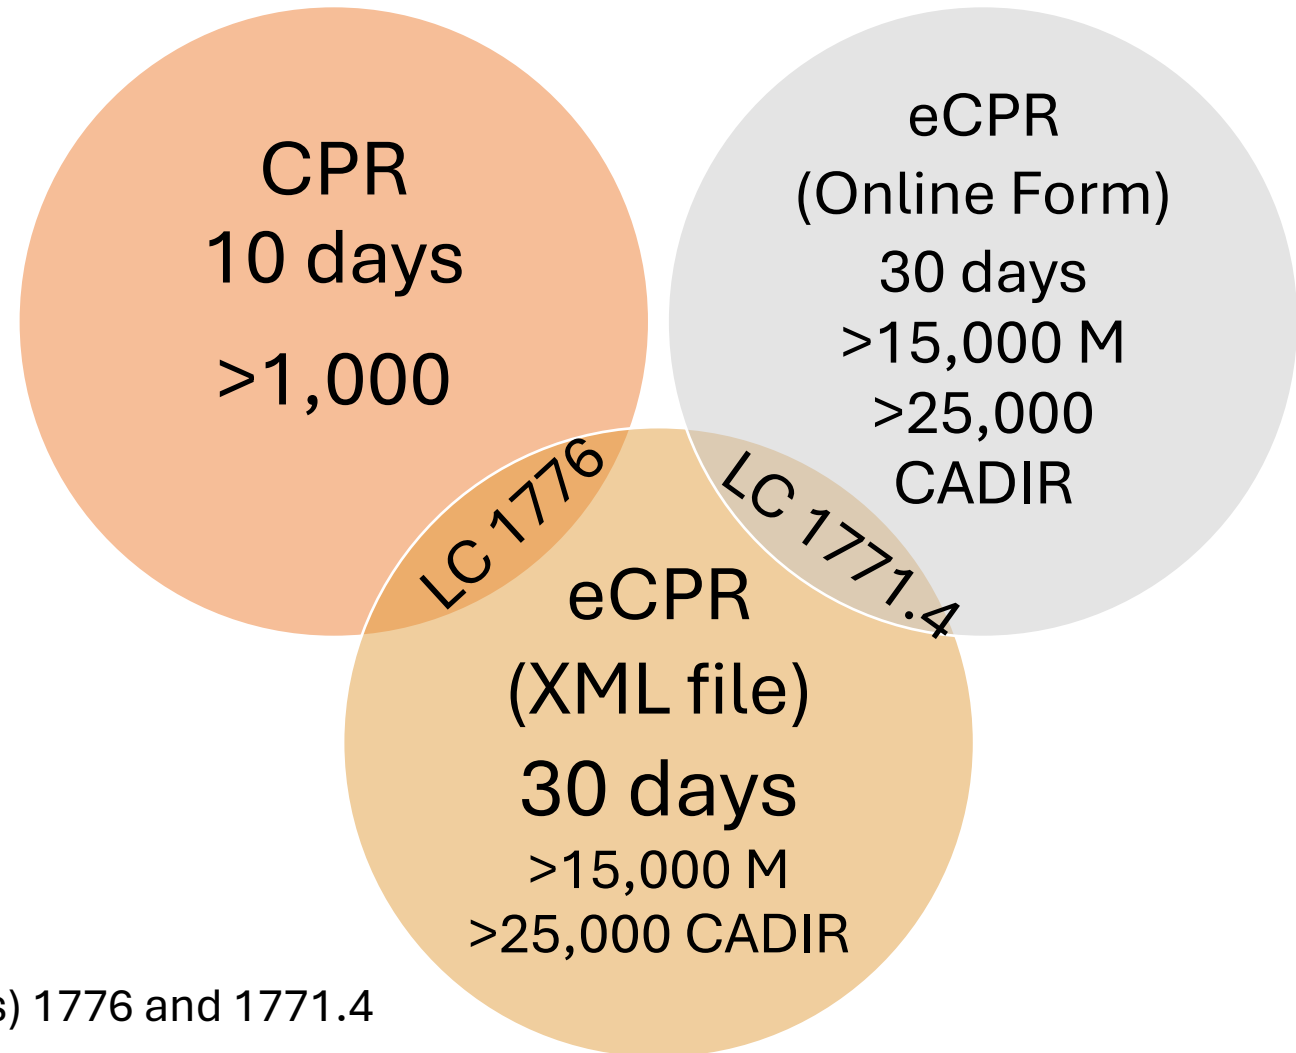 CPR
10 days
>1,000
eCPR
(Online Form)
30 days
>15,000 M
>25,000
CADIR
LC 1776
LC 1771.4
eCPR
(XML file)
30 days
>15,000 M
>25,000 CADIR
s) 1776 and 1771.4